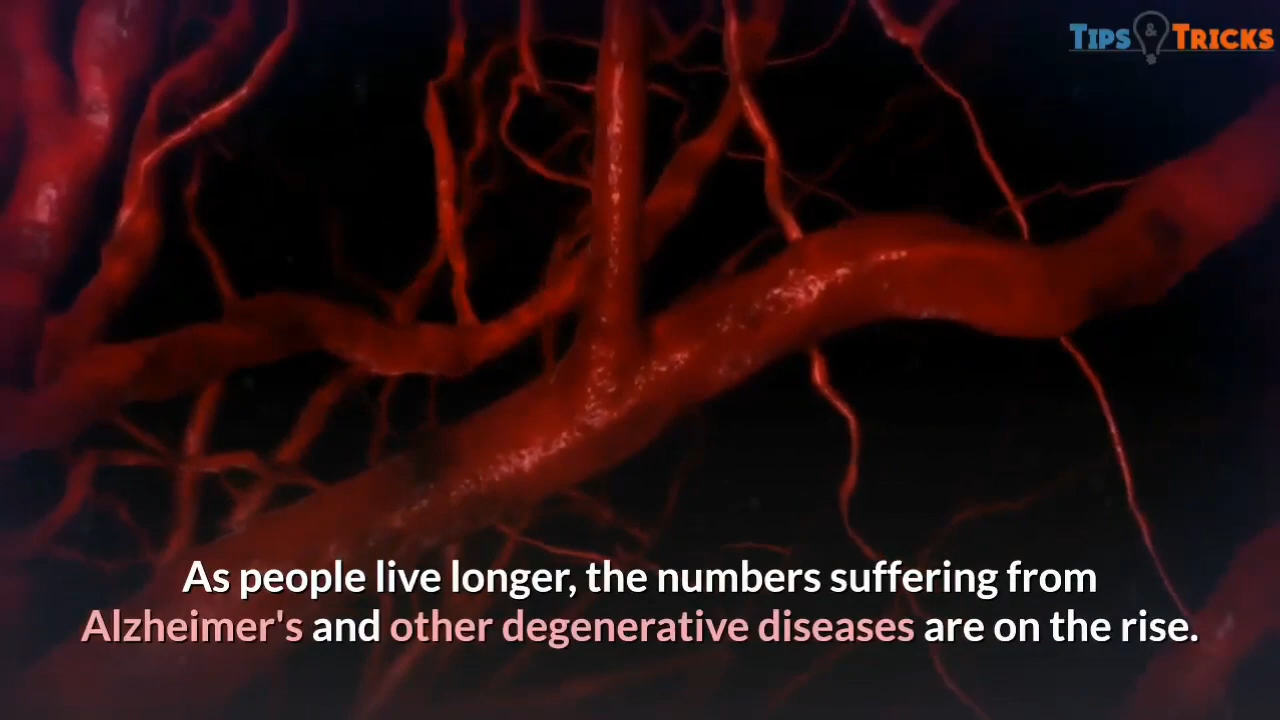 TIPS & TRICKS
As people live longer, the numbers suffering from
Alzheimer's and other degenerative diseases are on the rise.